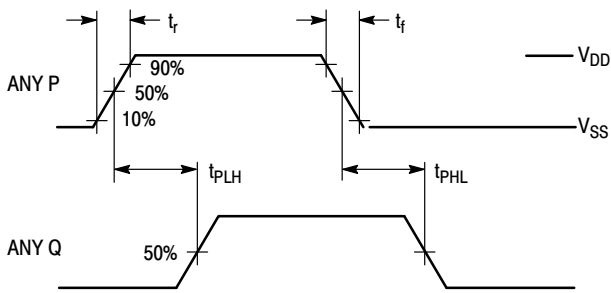 tr
tf
VDD
ANY P
90%
50%
10%
VSS
tPLH
tPHL
ANY Q
50%